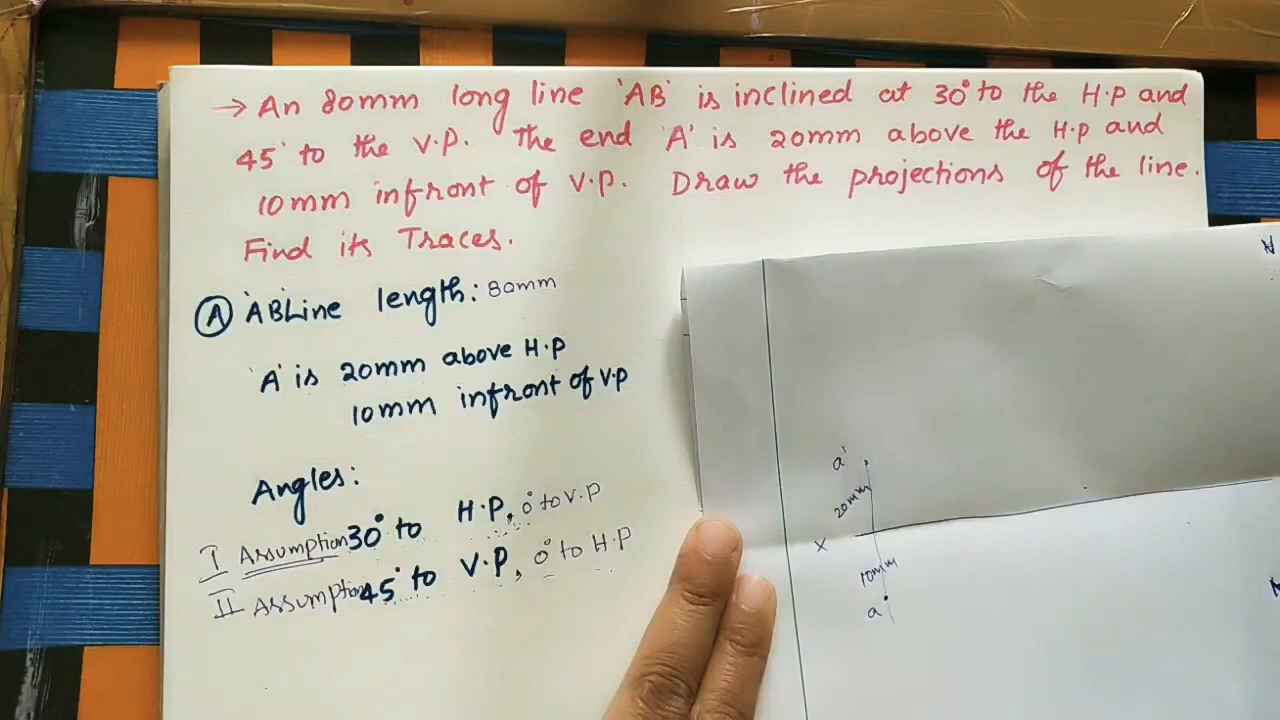 → An 80mm long line 'AB' is inclined at 30° to the H.P and
45° to the V.P. The end 'A' is 20mm above the H.P and
10mm infront of V.P. Draw the projections of the line.
Find its Traces.
Ⓐ 'AB' Line length: 80mm
'A' is 20mm above H.P
10mm infront of V.P
Angles:
I Assumption 30° to H.P, 0° to V.P
II Assumption 45° to V.P, 0° to H.P
a'
20mm
X
10mm
a